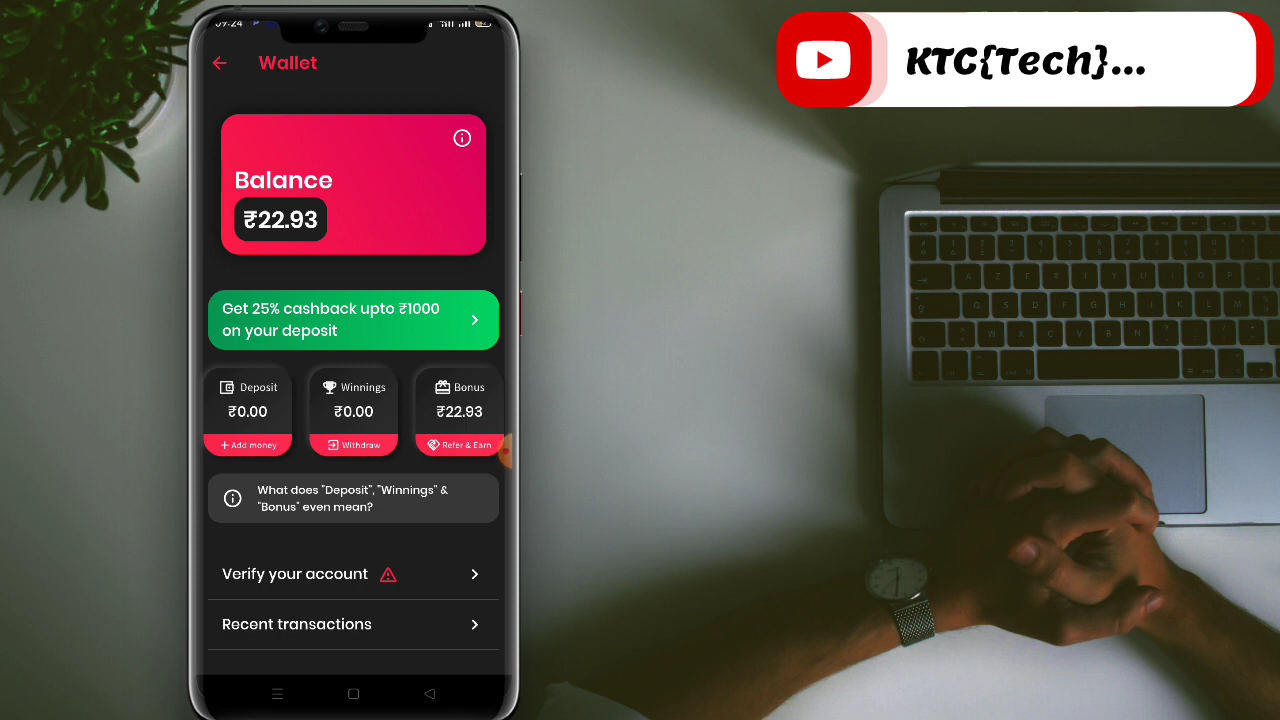 09:24
KTC{Tech}...
Wallet
Balance
₹22.93
Get 25% cashback upto ₹1000
on your deposit
Deposit
₹0.00
+ Add money
Winnings
₹0.00
Withdraw
Bonus
₹22.93
Refer & Earn
What does "Deposit", "Winnings" &
"Bonus" even mean?
Verify your account
Recent transactions